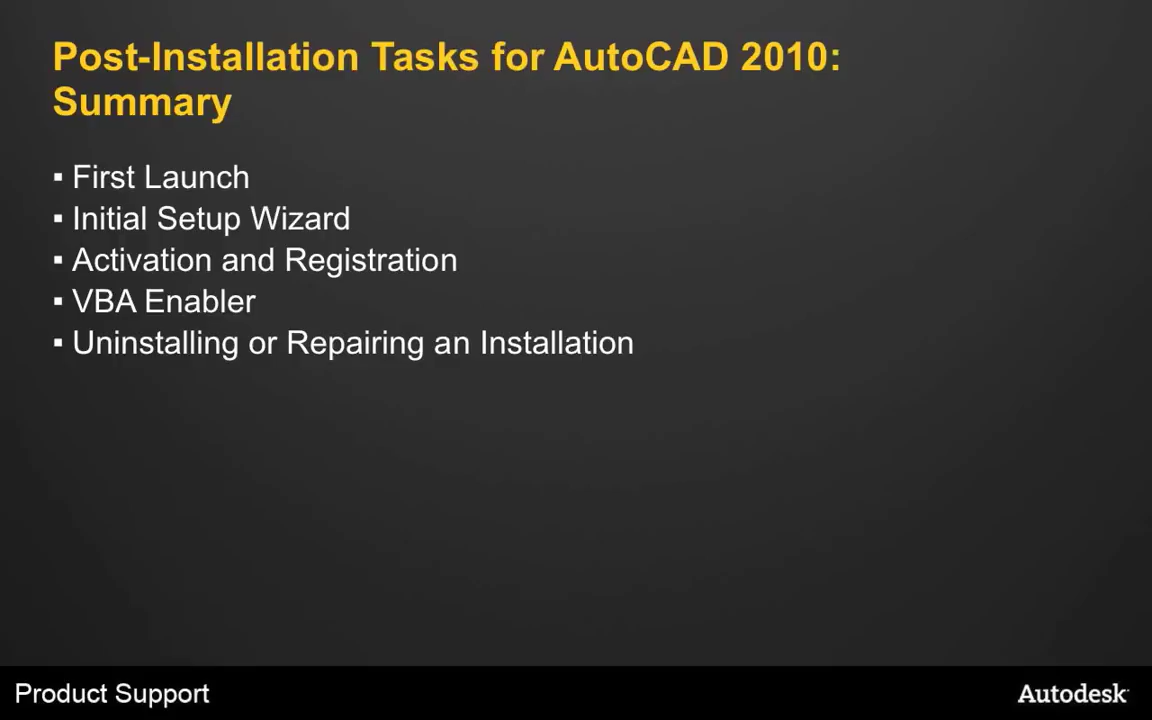 Post-Installation Tasks for AutoCAD 2010:
Summary
▪ First Launch
▪ Initial Setup Wizard
▪ Activation and Registration
▪ VBA Enabler
▪ Uninstalling or Repairing an Installation
Product Support
Autodesk